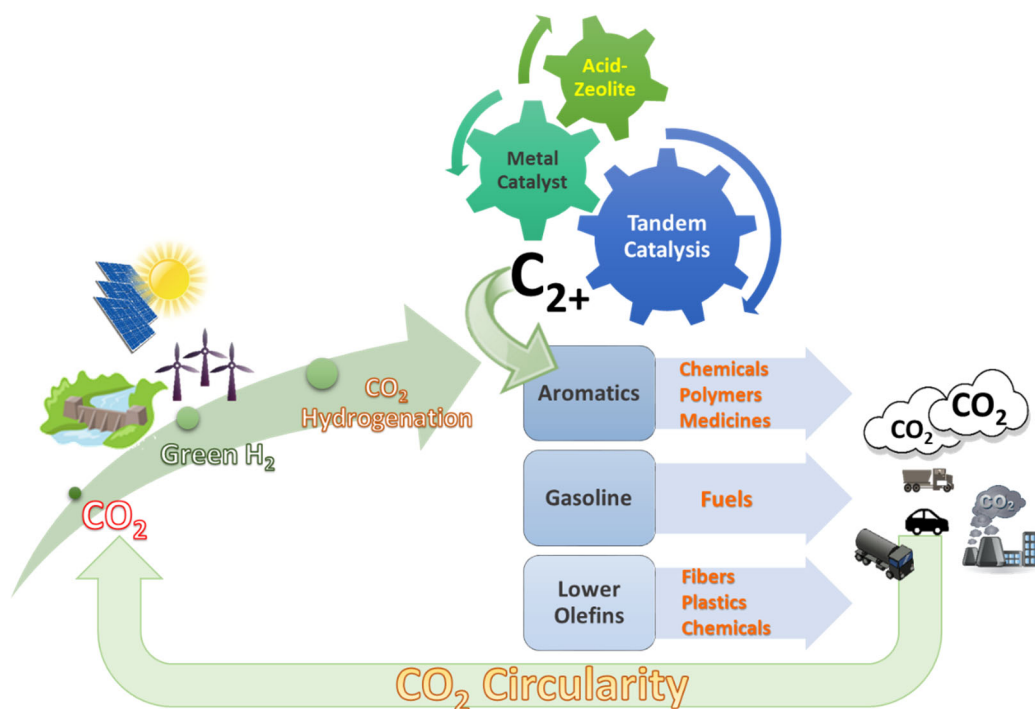 Acid-
Zeolite
Metal
Catalyst
Tandem
Catalysis
C₂₊
CO₂
Hydrogenation
Green H₂
CO₂
Aromatics
Chemicals
Polymers
Medicines
Gasoline
Fuels
Lower
Olefins
Fibers
Plastics
Chemicals
CO₂
CO₂
CO₂
CO₂ Circularity